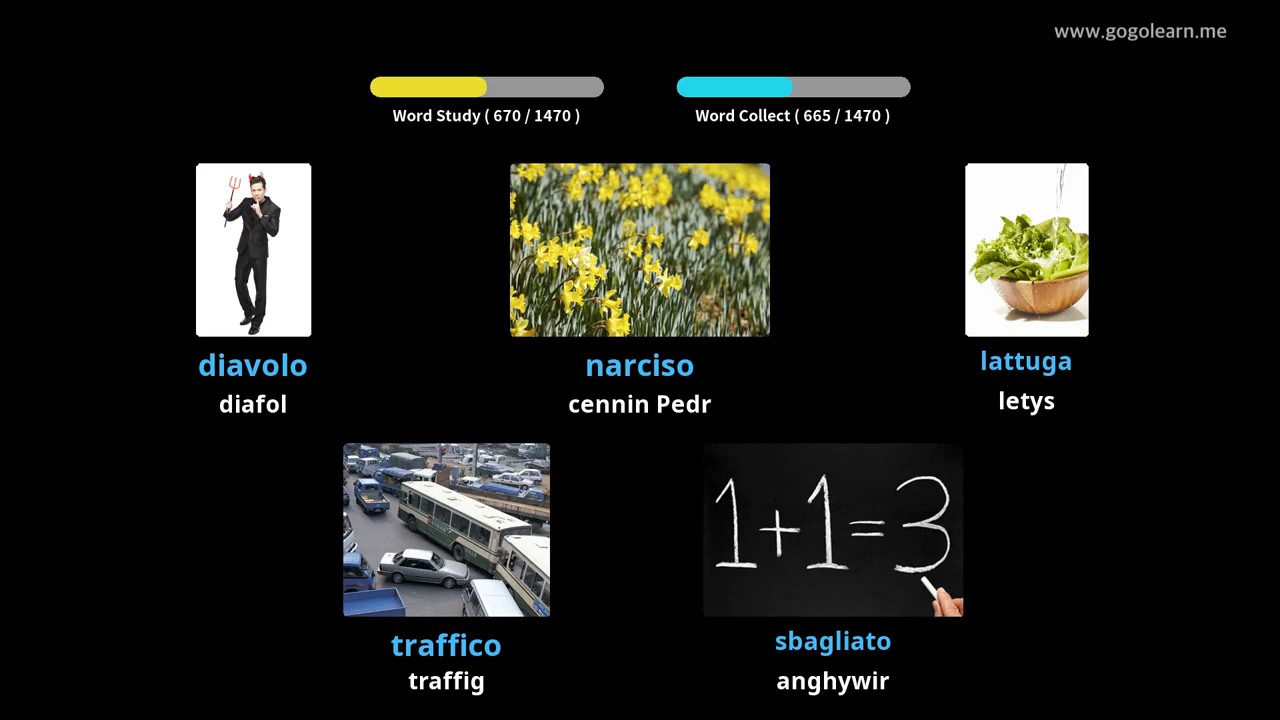 www.gogolearn.me
Word Study ( 670 / 1470 )
Word Collect ( 665 / 1470 )
diavolo
diafol
narciso
cennin Pedr
lattuga
letys
1+1=3
traffico
traffig
sbagliato
anghywir